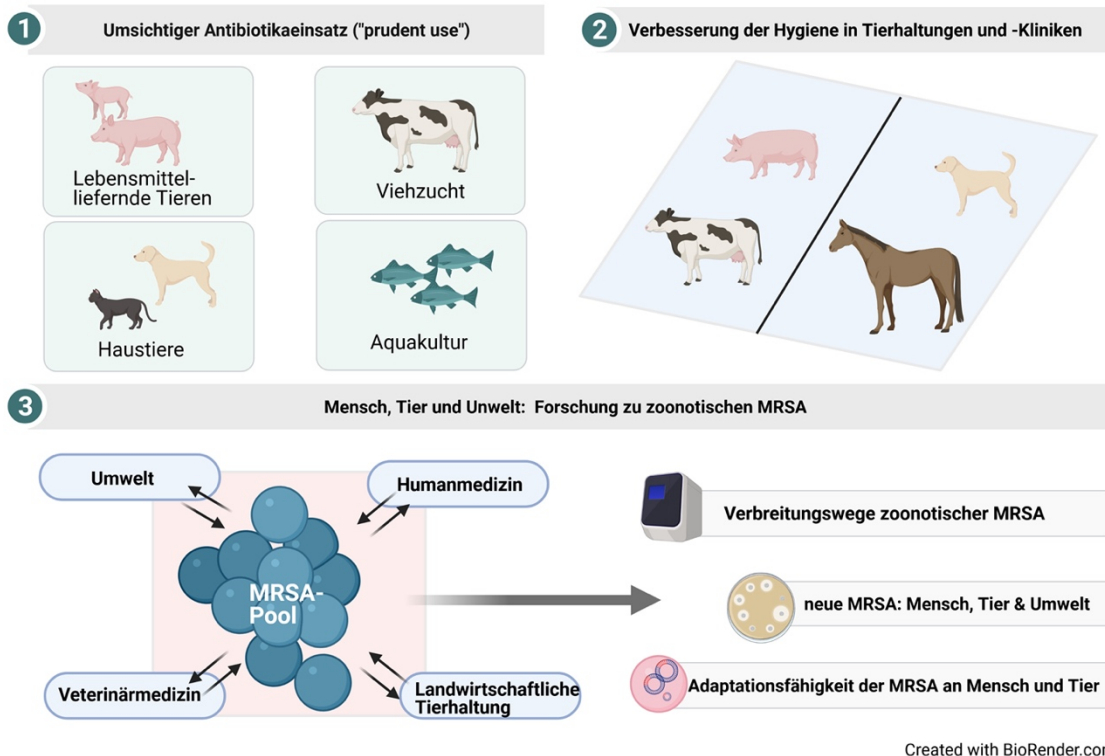 1
Umsichtiger Antibiotikaeinsatz ("prudent use")
Lebensmittel-
liefernde Tieren
Viehzucht
Haustiere
Aquakultur
2
Verbesserung der Hygiene in Tierhaltungen und -Kliniken
3
Mensch, Tier und Unwelt: Forschung zu zoonotischen MRSA
Umwelt
Humanmedizin
MRSA-
Pool
Veterinärmedizin
Landwirtschaftliche
Tierhaltung
Verbreitungswege zoonotischer MRSA
neue MRSA: Mensch, Tier & Umwelt
Adaptationsfähigkeit der MRSA an Mensch und Tier
Created with BioRender.com